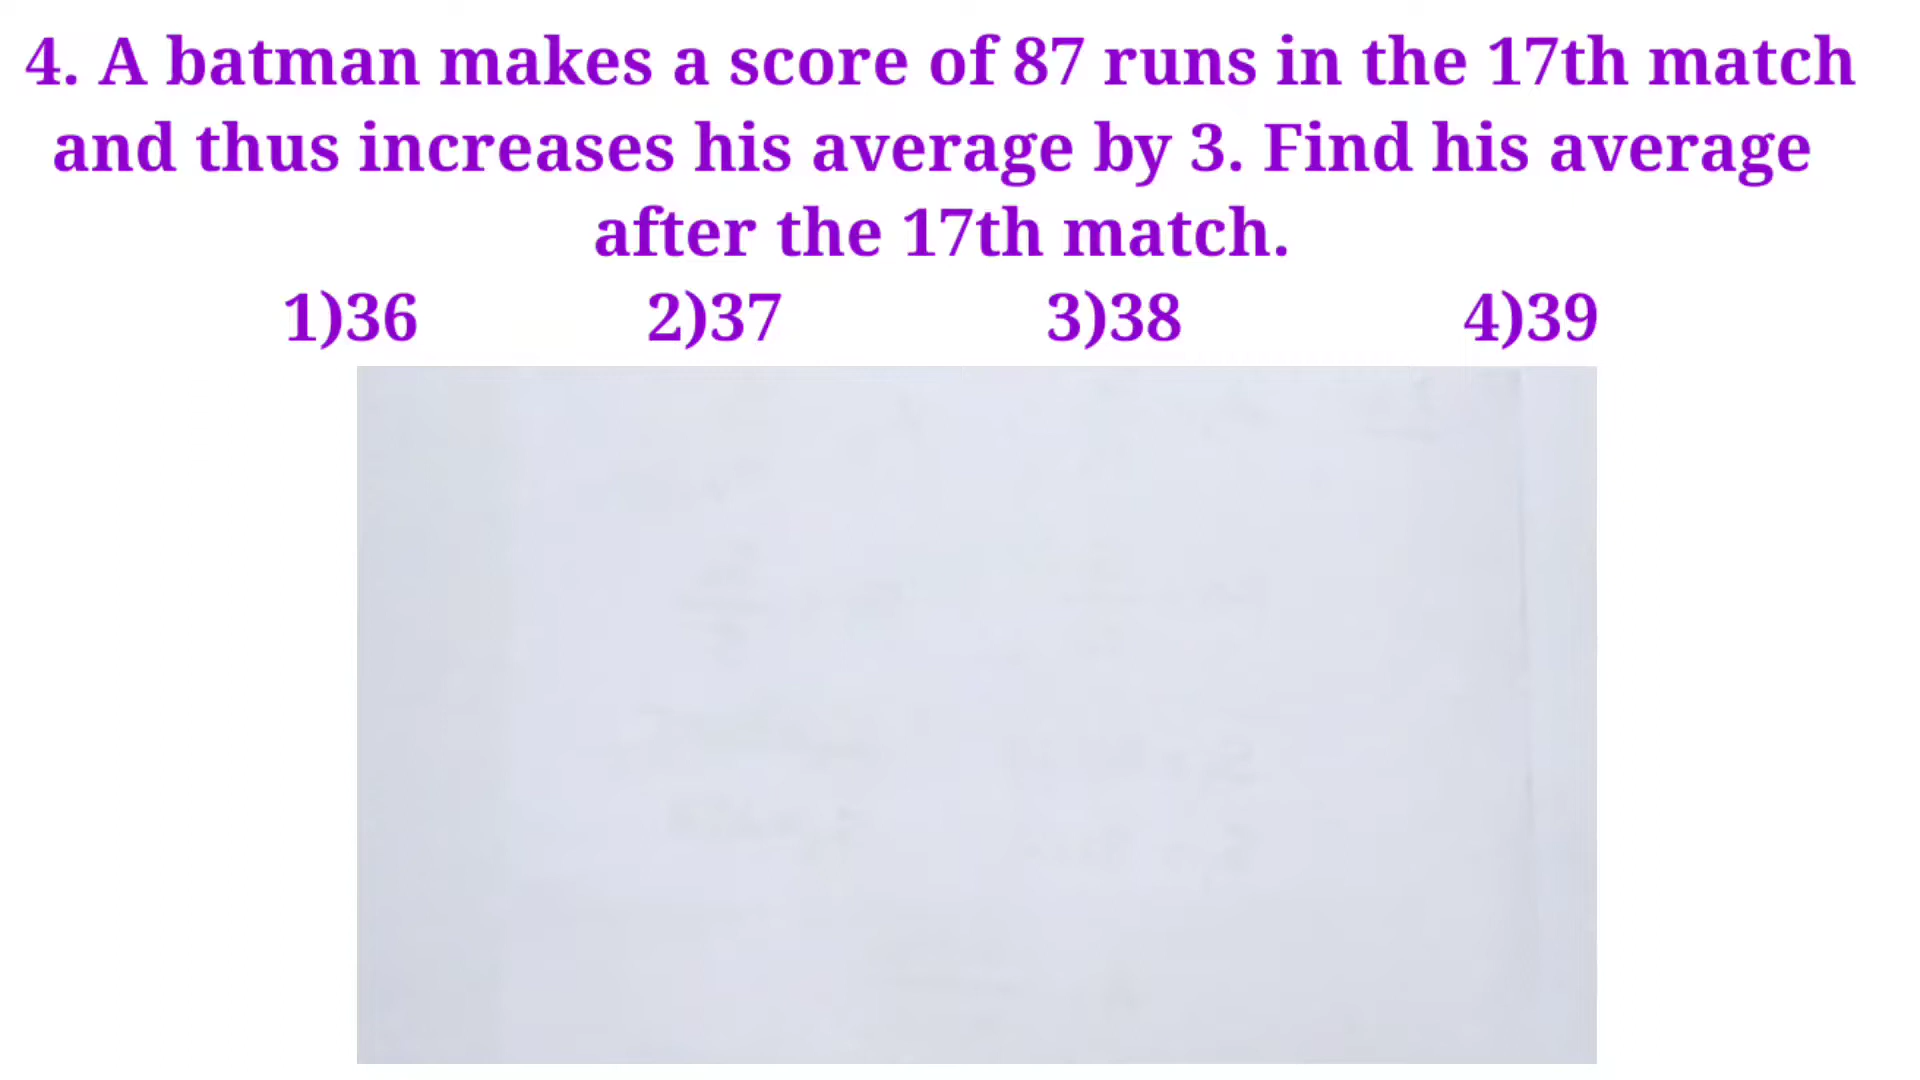 4. A batman makes a score of 87 runs in the 17th match
and thus increases his average by 3. Find his average
after the 17th match.
1)36 2)37 3)38 4)39